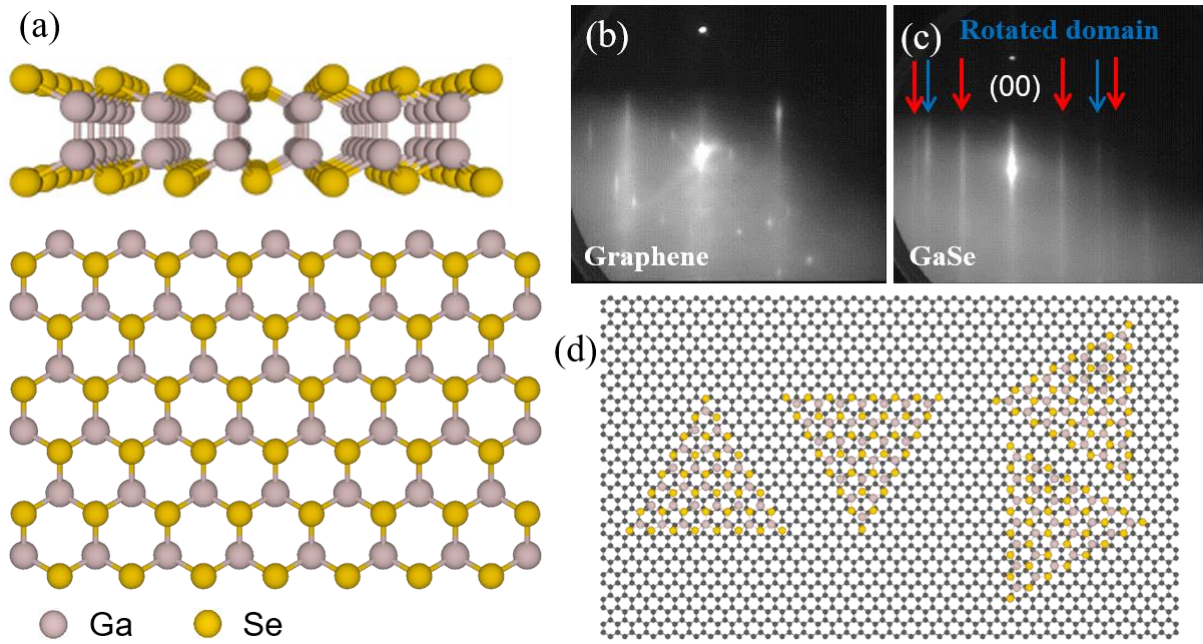 (a)
Ga
Se
(b)
Graphene
(c)
Rotated domain
(00)
GaSe
(d)